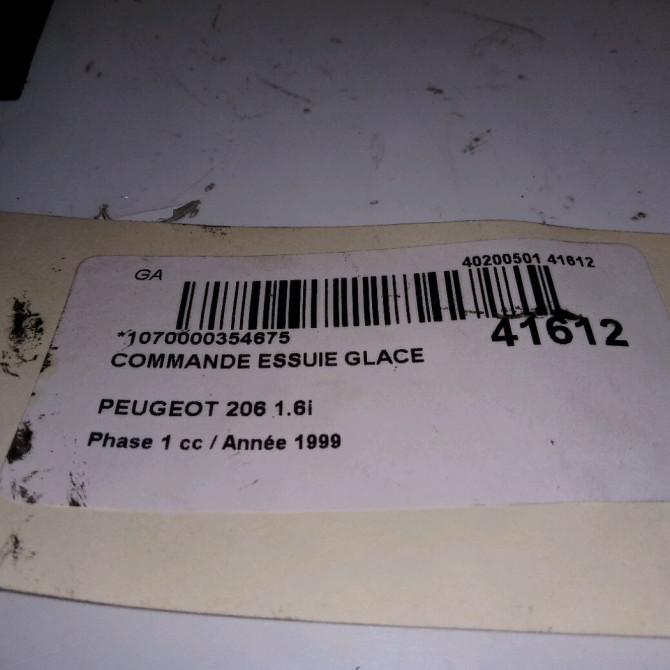 GA
40200501 41612
*1070000354675
41612
COMMANDE ESSUIE GLACE
PEUGEOT 206 1.6i
Phase 1 cc / Année 1999